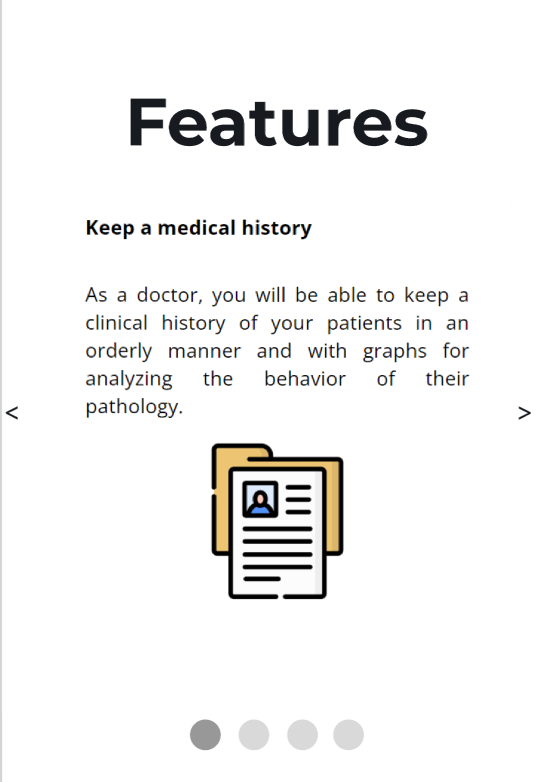 Features
Keep a medical history
As a doctor, you will be able to keep a
clinical history of your patients in an
orderly manner and with graphs for
analyzing the behavior of their
pathology.
<
>